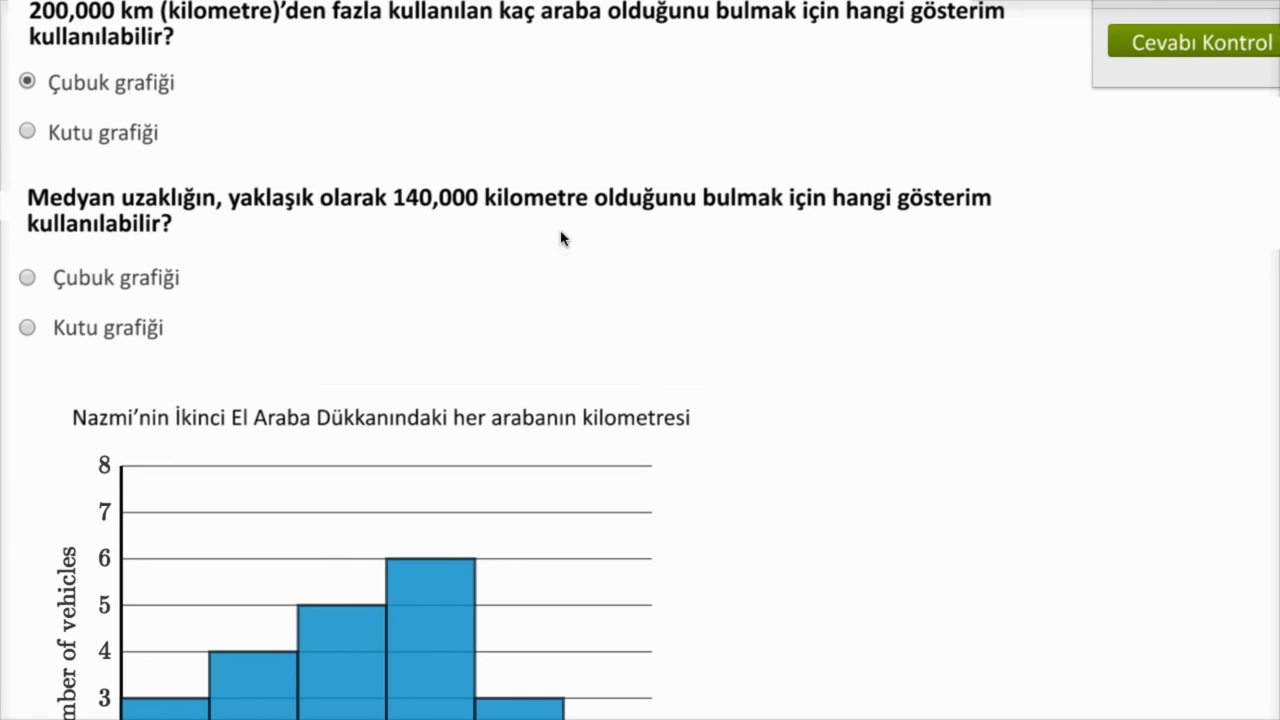 200,000 km (kilometre)’den fazla kullanılan kaç araba olduğunu bulmak için hangi gösterim
kullanılabilir?
Cevabı Kontrol
Çubuk grafiği
Kutu grafiği
Medyan uzaklığın, yaklaşık olarak 140,000 kilometre olduğunu bulmak için hangi gösterim
kullanılabilir?
Çubuk grafiği
Kutu grafiği
Nazmi’nin İkinci El Araba Dükkanındaki her arabanın kilometresi
8
7
6
5
4
3
mber of vehicles